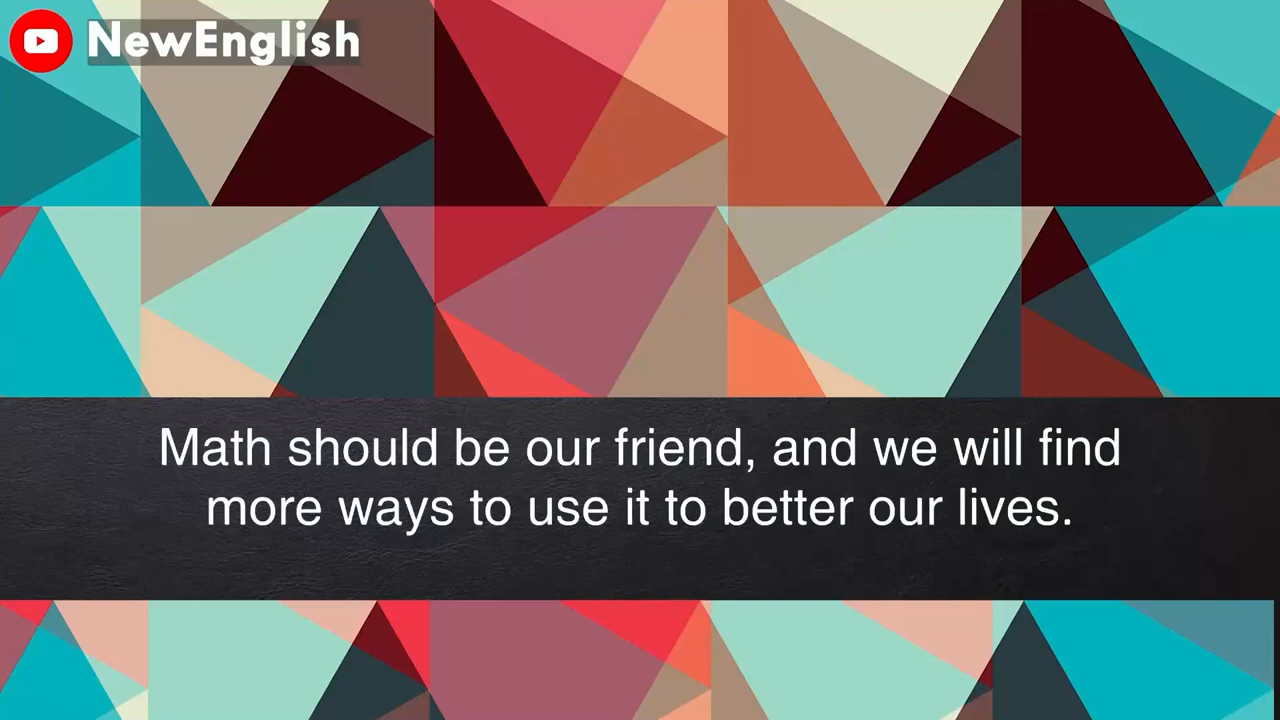 NewEnglish
Math should be our friend, and we will find
more ways to use it to better our lives.